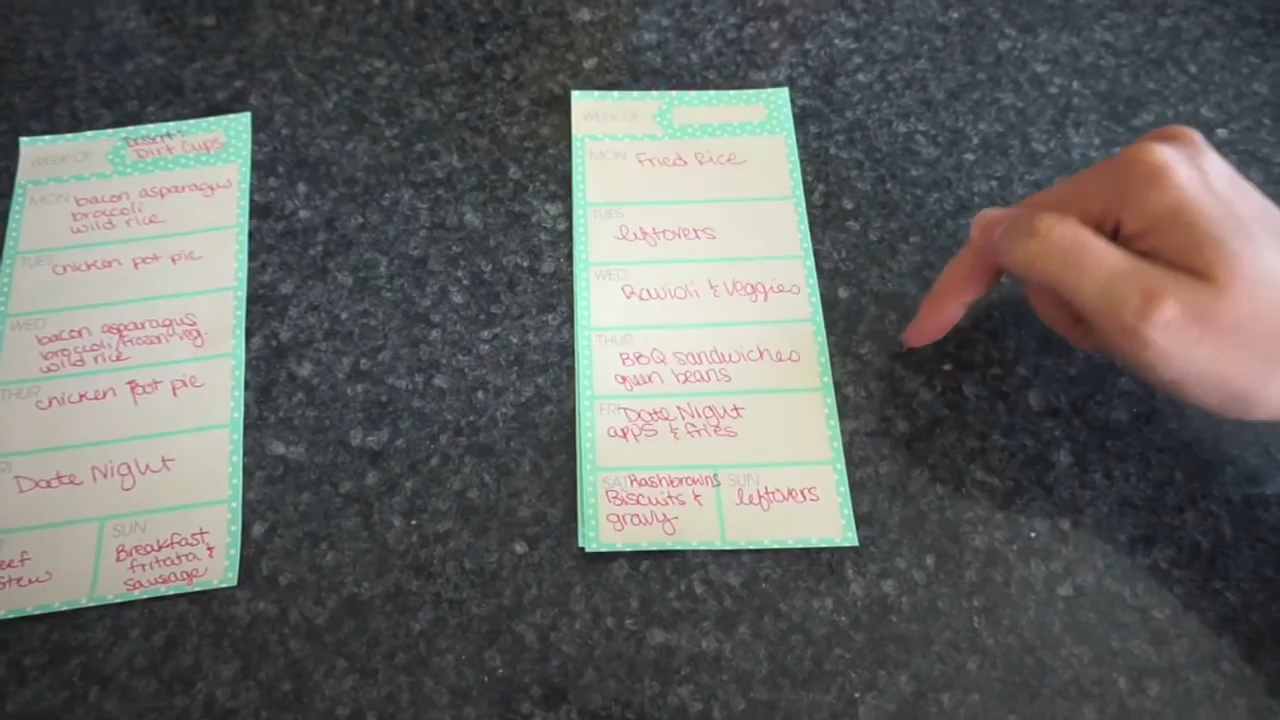 WEEK OF
Dessert:
Dirt Cups
MON bacon asparagus
broccoli
wild rice
TUES chicken pot pie
WED bacon asparagus
broccoli/frozen veg.
wild rice
THUR chicken pot pie
Date Night
SUN
Breakfast,
fritata &
sausage
WEEK OF
MON Fried Rice
TUES
leftovers
WED
Ravioli & Veggies
THUR
BBQ sandwiches
green beans
FRI Date Night
apps & fries
SAT Hashbrowns
Biscuits &
gravy
SUN
leftovers